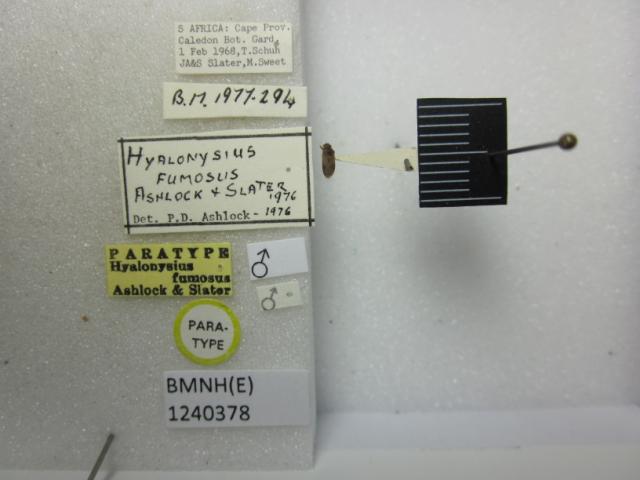 S AFRICA: Cape Prov.
Caledon Bot. Gard.
1 Feb 1968,T.Schuh
JA&S Slater,M.Sweet
B.M. 1977-294
HYALONYSIUS
FUMOSUS
ASHLOCK & SLATER
1976
Det. P.D. Ashlock - 1976
PARATYPE
Hyalonysius
fumosus
Ashlock & Slater
♂
♂
PARA-
TYPE
BMNH(E)
1240378